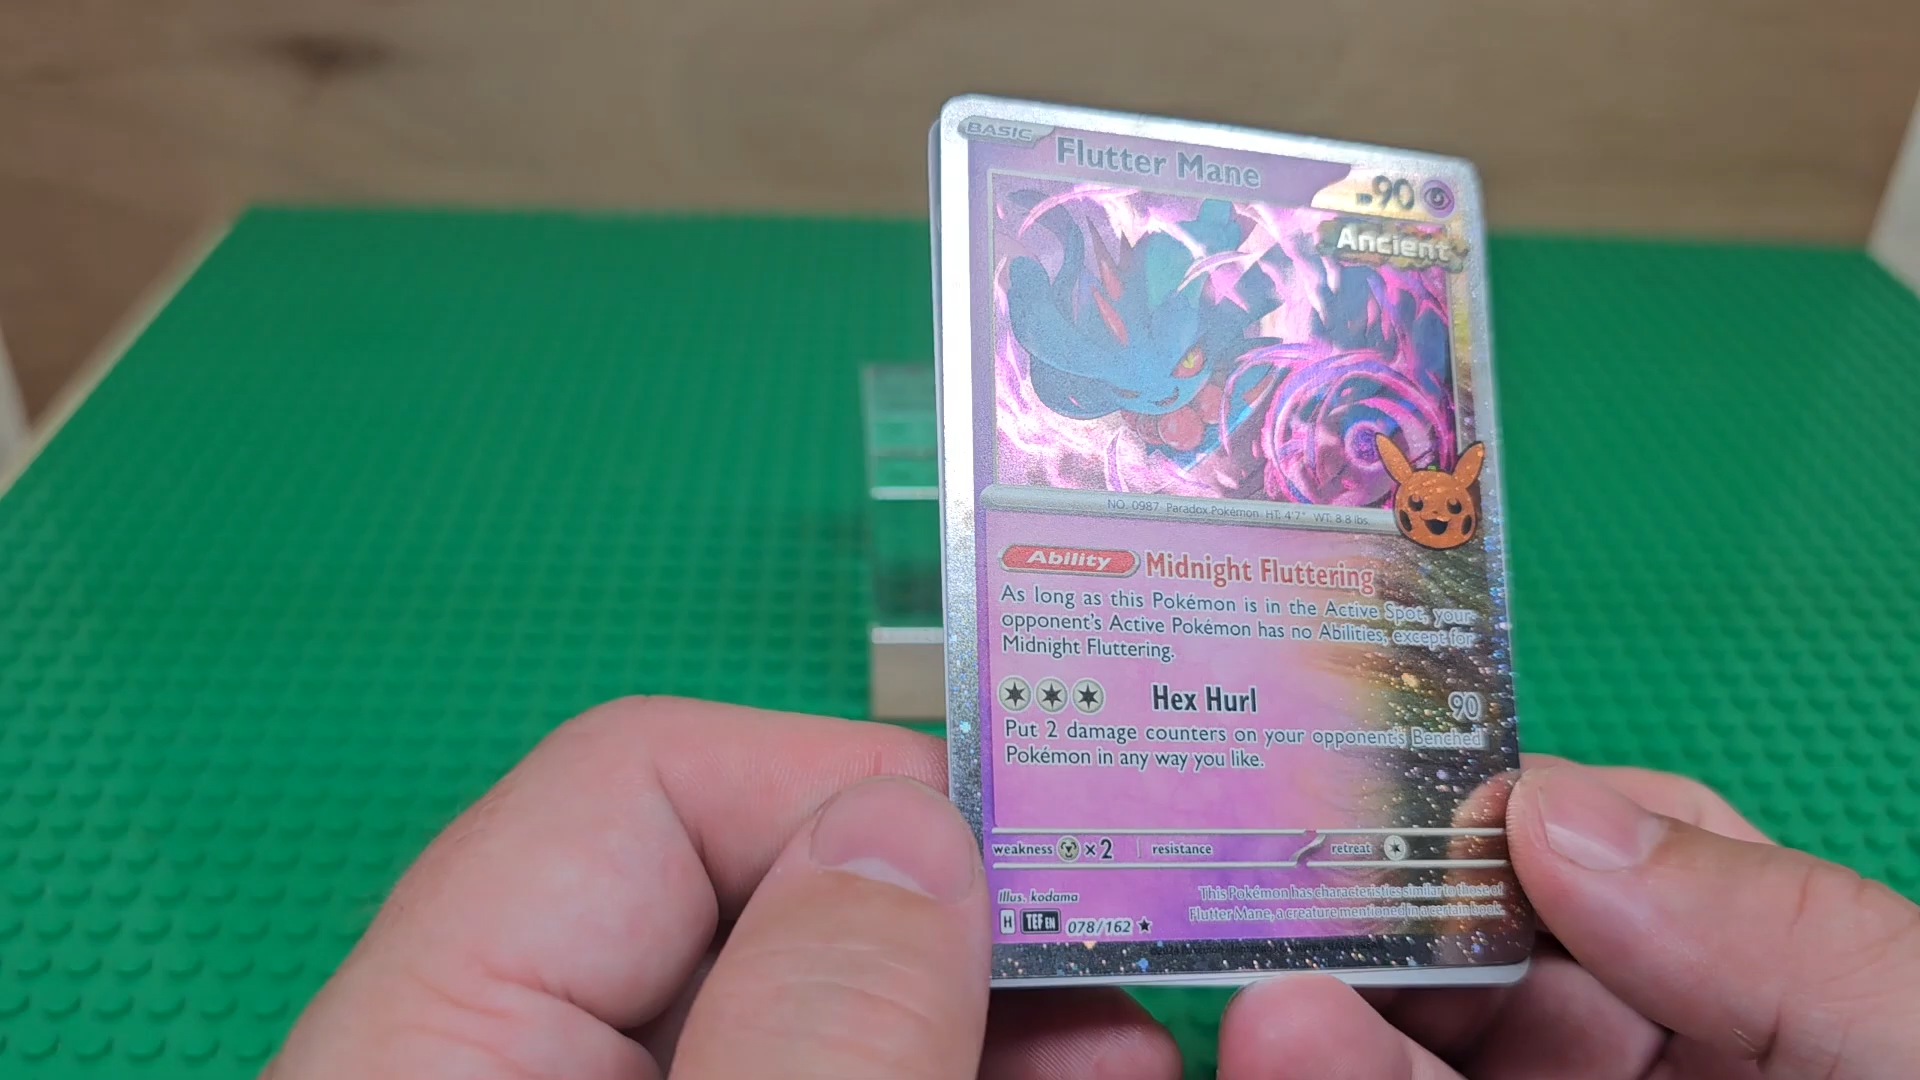 BASIC
Flutter Mane
HP 90
Ancient
NO. 0987 Paradox Pokémon HT: 4'7" WT: 8.8 lbs.
Ability Midnight Fluttering
As long as this Pokémon is in the Active Spot, your
opponent's Active Pokémon has no Abilities, except for
Midnight Fluttering.
Hex Hurl 90
Put 2 damage counters on your opponent's Benched
Pokémon in any way you like.
weakness ×2 resistance retreat
Illus. kodama
This Pokémon has characteristics similar to those of
Flutter Mane, a creature mentioned in a certain book.
H TEF EN 078/162